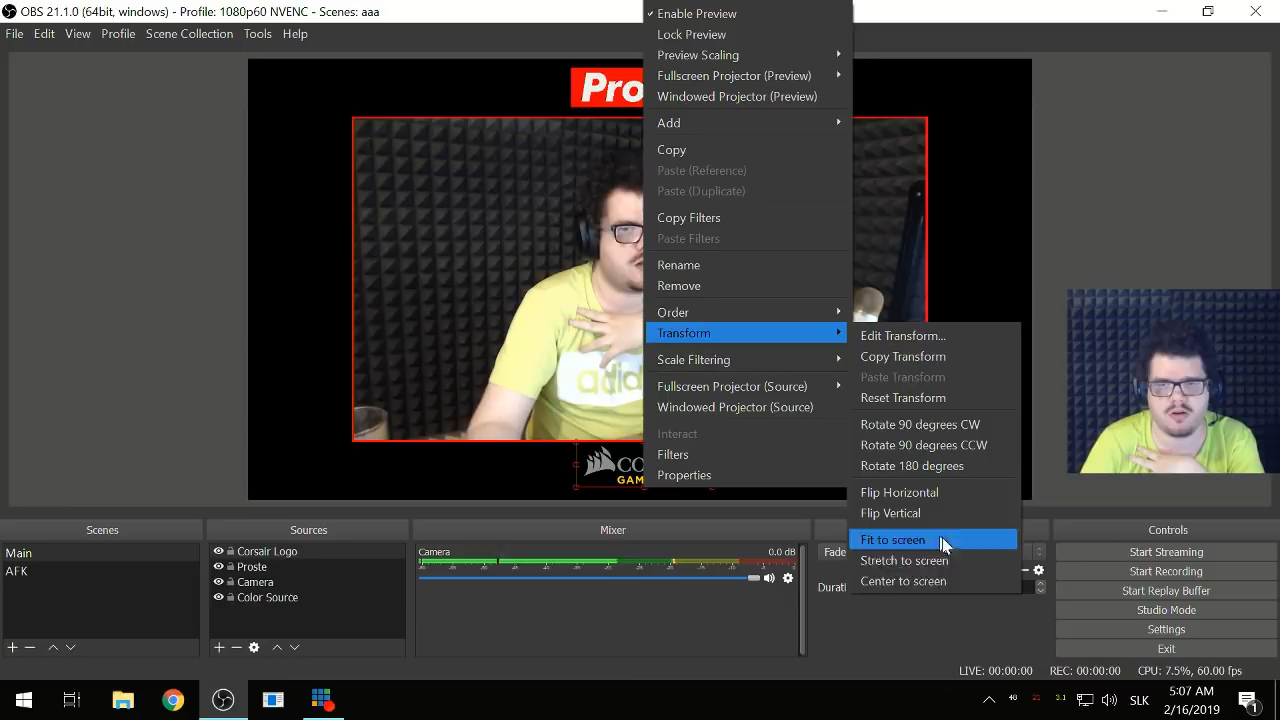 OBS 21.1.0 (64bit, windows) - Profile: 1080p60 NVENC - Scenes: aaa
File Edit View Profile Scene Collection Tools Help
Pro
Enable Preview
Lock Preview
Preview Scaling
Fullscreen Projector (Preview)
Windowed Projector (Preview)
Add
Copy
Paste (Reference)
Paste (Duplicate)
Copy Filters
Paste Filters
Rename
Remove
Order
Transform
Scale Filtering
Fullscreen Projector (Source)
Windowed Projector (Source)
Interact
Filters
Properties
Edit Transform...
Copy Transform
Paste Transform
Reset Transform
Rotate 90 degrees CW
Rotate 90 degrees CCW
Rotate 180 degrees
Flip Horizontal
Flip Vertical
Fit to screen
Stretch to screen
Center to screen
adidas
CO
GAM
Scenes
Main
AFK
Sources
Corsair Logo
Proste
Camera
Color Source
Mixer
Camera 0.0 dB
Fade
Durati
Controls
Start Streaming
Start Recording
Start Replay Buffer
Studio Mode
Settings
Exit
LIVE: 00:00:00 REC: 00:00:00 CPU: 7.5%, 60.00 fps
SLK
5:07 AM
2/16/2019
1